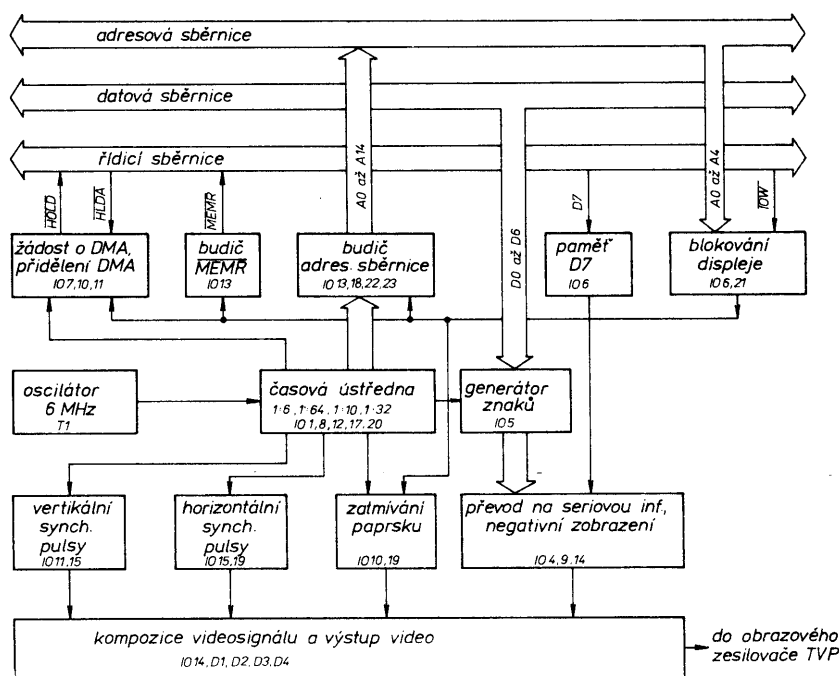 adresová sběrnice
datová sběrnice
řídicí sběrnice
A0 až A14
A0 až A4
D0 až D6
HOLD
HLDA
MEMR
D7
IOW
žádost o DMA,
přidělení DMA
IO7,10,11
budič
MEMR
IO13
budič
adres. sběrnice
IO13,18,22,23
paměť
D7
IO6
blokování
displeje
IO6,21
oscilátor
6 MHz
T1
časová ústředna
1:6, 1:64, 1:10, 1:32
IO1,8,12,17,20
generátor
znaků
IO5
vertikální
synch.
pulsy
IO11,15
horizontální
synch.
pulsy
IO15,19
zatmívání
paprsku
IO10,19
převod na seriovou inf.,
negativní zobrazení
IO4,9,14
kompozice videosignálu a výstup video
IO14,D1,D2,D3,D4
do obrazového
zesilovače TVP